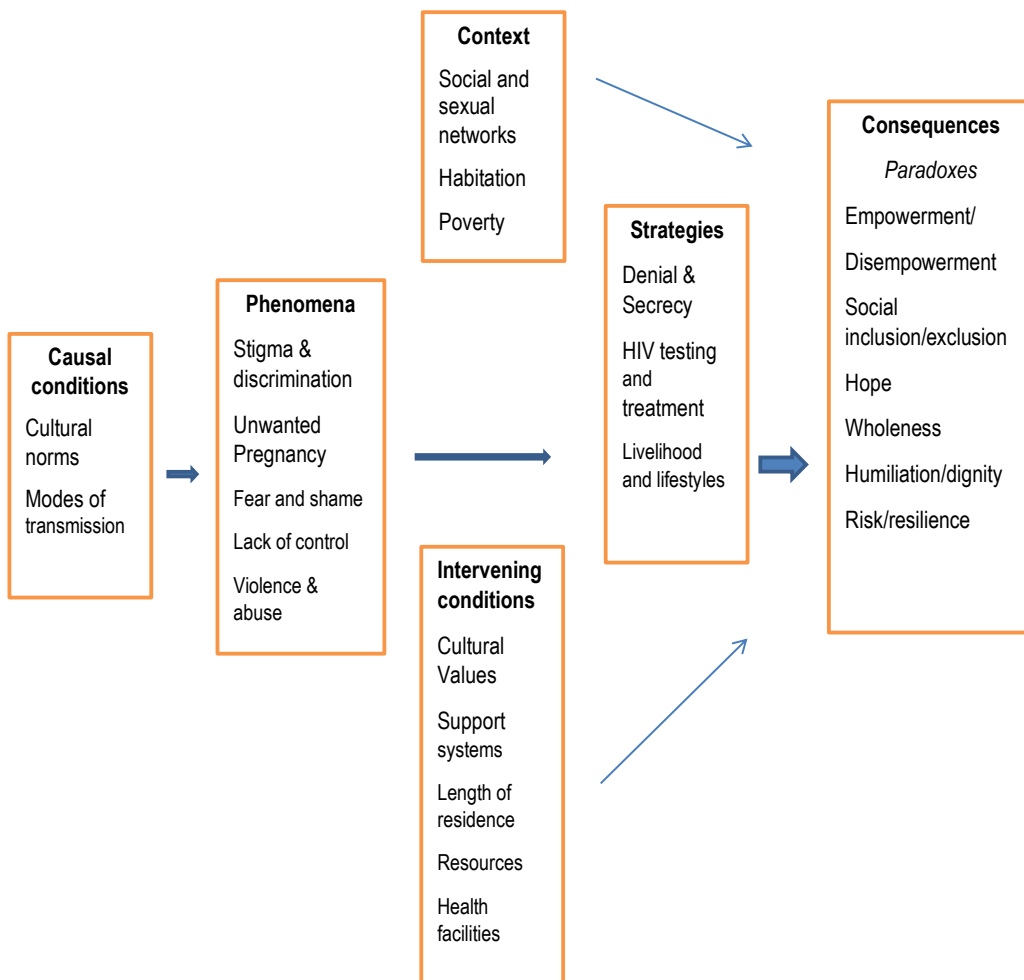 Causal
conditions
Cultural
norms
Modes of
transmission
Phenomena
Stigma &
discrimination
Unwanted
Pregnancy
Fear and shame
Lack of control
Violence &
abuse
Context
Social and
sexual
networks
Habitation
Poverty
Intervening
conditions
Cultural
Values
Support
systems
Length of
residence
Resources
Health
facilities
Strategies
Denial &
Secrecy
HIV testing
and
treatment
Livelihood
and lifestyles
Consequences
Paradoxes
Empowerment/
Disempowerment
Social
inclusion/exclusion
Hope
Wholeness
Humiliation/dignity
Risk/resilience